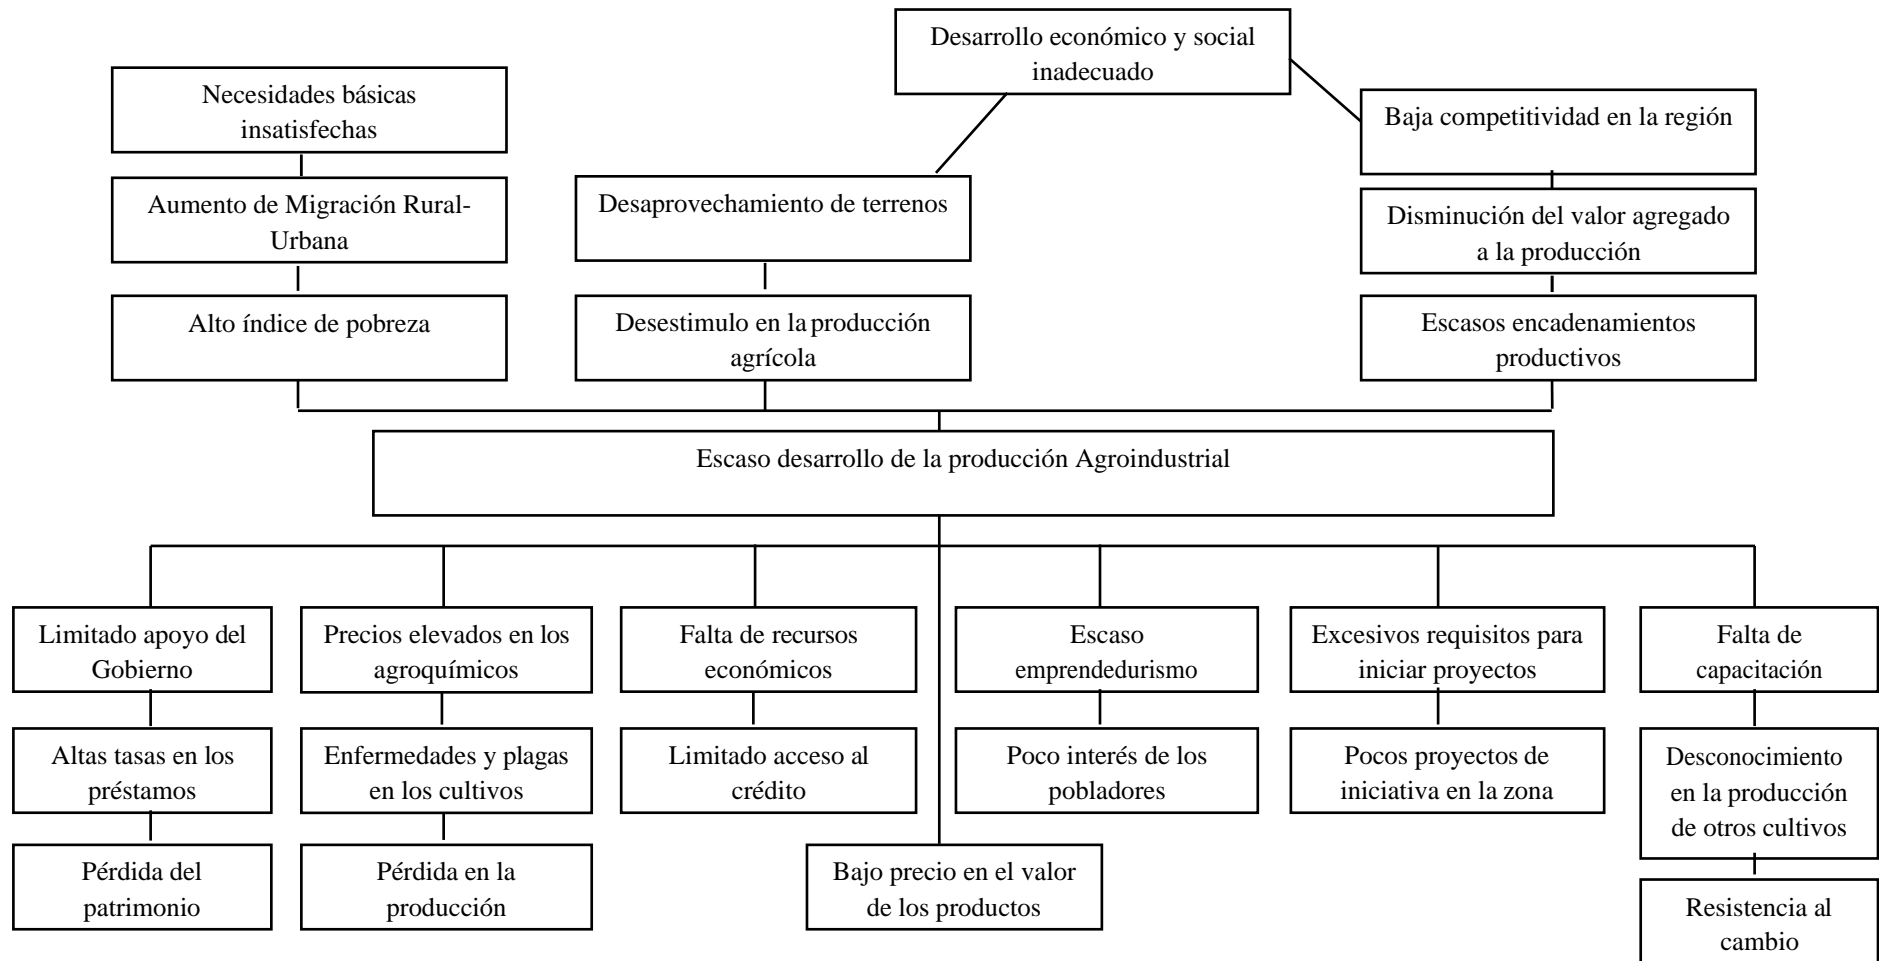 Desarrollo económico y social
inadecuado
Necesidades básicas
insatisfechas
Baja competitividad en la región
Aumento de Migración Rural-
Urbana
Desaprovechamiento de terrenos
Disminución del valor agregado
a la producción
Alto índice de pobreza
Desestimulo en la producción
agrícola
Escasos encadenamientos
productivos
Escaso desarrollo de la producción Agroindustrial
Limitado apoyo del
Gobierno
Precios elevados en los
agroquímicos
Falta de recursos
económicos
Escaso
emprendedurismo
Excesivos requisitos para
iniciar proyectos
Falta de
capacitación
Altas tasas en los
préstamos
Enfermedades y plagas
en los cultivos
Limitado acceso al
crédito
Poco interés de los
pobladores
Pocos proyectos de
iniciativa en la zona
Desconocimiento
en la producción
de otros cultivos
Pérdida del
patrimonio
Pérdida en la
producción
Bajo precio en el valor
de los productos
Resistencia al
cambio